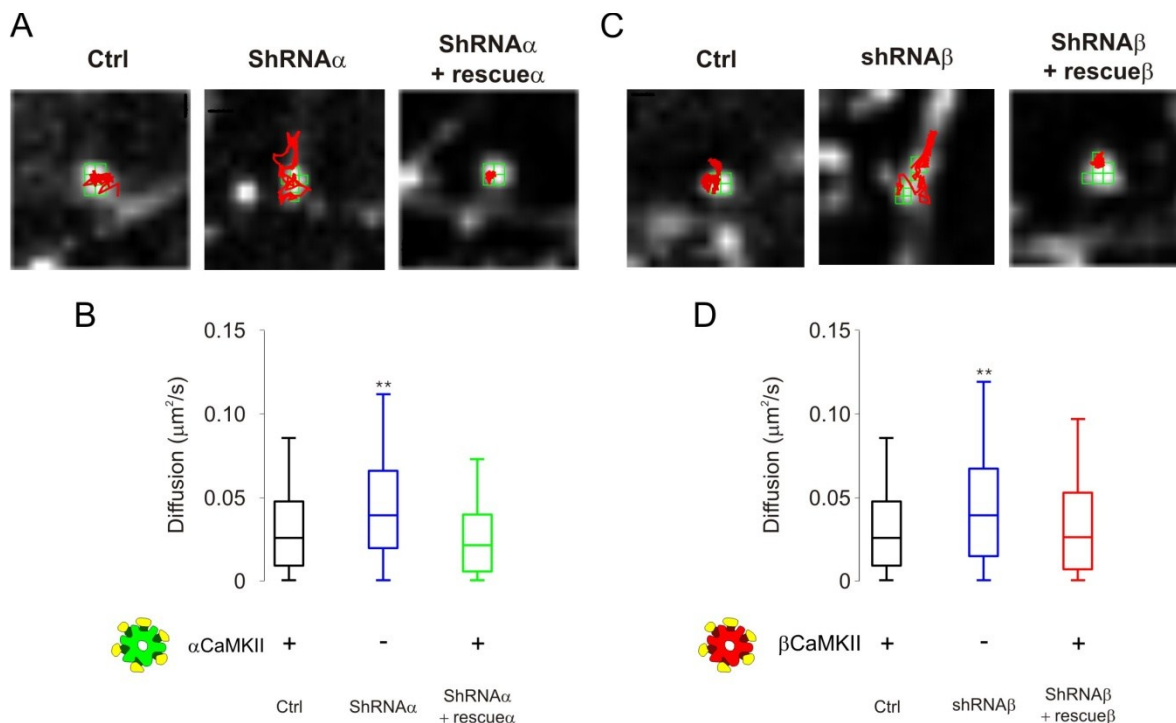 A
Ctrl
ShRNAα
ShRNAα
+ rescueα
C
Ctrl
shRNAβ
ShRNAβ
+ rescueβ
B
Diffusion (μm²/s)
0.15
0.10
0.05
0
**
αCaMKII + - +
Ctrl ShRNAα ShRNAα
+ rescueα
D
Diffusion (μm²/s)
0.15
0.10
0.05
0
**
βCaMKII + - +
Ctrl shRNAβ ShRNAβ
+ rescueβ